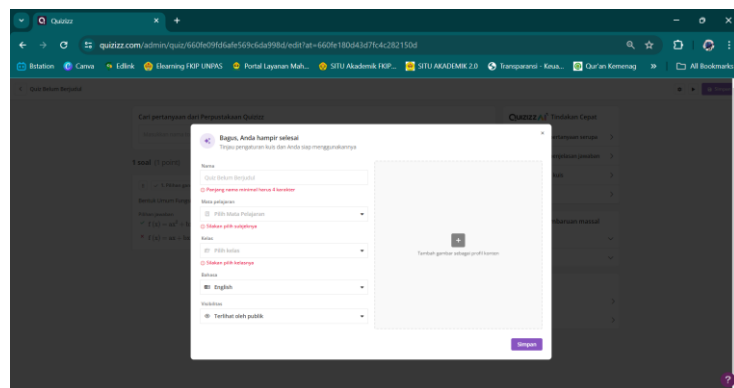 Quizizz
quizizz.com/admin/quiz/660fe09fd6afe569c6da998d/edit?at=660fe180d43d7fc4c282150d
Bstation
Canva
Edlink
Elearning FKIP UNPAS
Portal Layanan Mah...
SITU Akademik FKIP...
SITU AKADEMIK 2.0
Transparansi - Keua...
Qur'an Kemenag
All Bookmarks
Quiz Belum Berjudul
Cari pertanyaan dari Perpustakaan Quizizz
Quizizz AI Tindakan Cepat
1 soal (1 point)
Bagus, Anda hampir selesai
Tinjau pengaturan kuis dan Anda siap menggunakannya
Nama
Quiz Belum Berjudul
Panjang nama minimal harus 4 karakter
Mata pelajaran
Pilih Mata Pelajaran
Silakan pilih subjeknya
Kelas
Pilih kelas
Silakan pilih kelasnya
Bahasa
English
Visibilitas
Terlihat oleh publik
Tambah gambar sebagai profil konten
Simpan